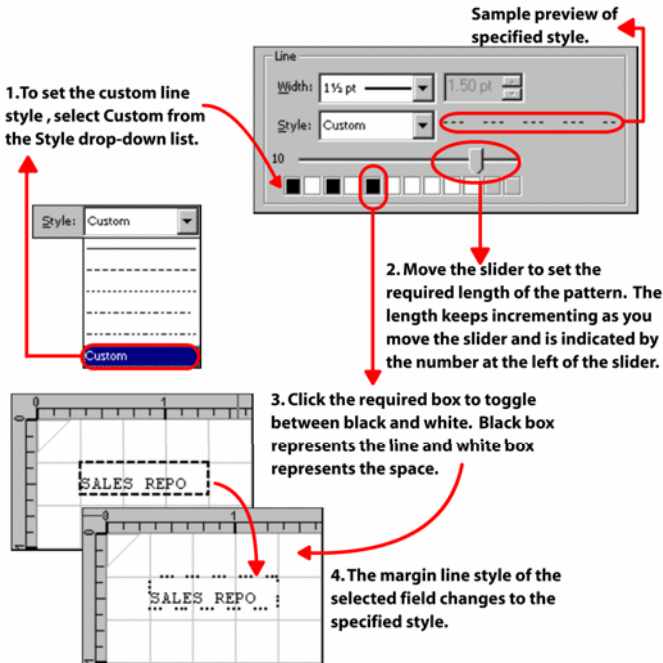 Sample preview of
specified style.
Line
Width: 1½ pt 1.50 pt
Style: Custom
10
1.To set the custom line
style , select Custom from
the Style drop-down list.
Style: Custom
Custom
2. Move the slider to set the
required length of the pattern. The
length keeps incrementing as you
move the slider and is indicated by
the number at the left of the slider.
3. Click the required box to toggle
between black and white. Black box
represents the line and white box
represents the space.
0 1
0
SALES REPO
1
0 1
0
SALES REPO
4. The margin line style of the
selected field changes to the
specified style.